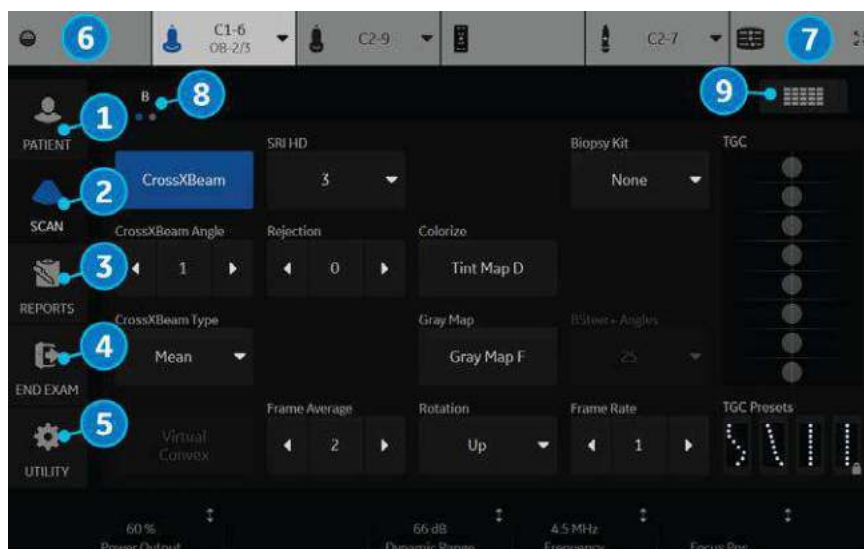 6
C1-6
OB-2/3
C2-9
C2-7
7
1
PATIENT
B
8
9
2
SCAN
CrossXBeam
SRI HD
3
Biopsy Kit
None
TGC
3
REPORTS
CrossXBeam Angle
1
Rejection
0
Colorize
Tint Map D
4
END EXAM
CrossXBeam Type
Mean
Gray Map
Gray Map F
BSteer+ Angles
25
5
UTILITY
Virtual
Convex
Frame Average
2
Rotation
Up
Frame Rate
1
TGC Presets
60 %
Power Output
66 dB
Dynamic Range
4.5 MHz
Frequency
Focus Pos